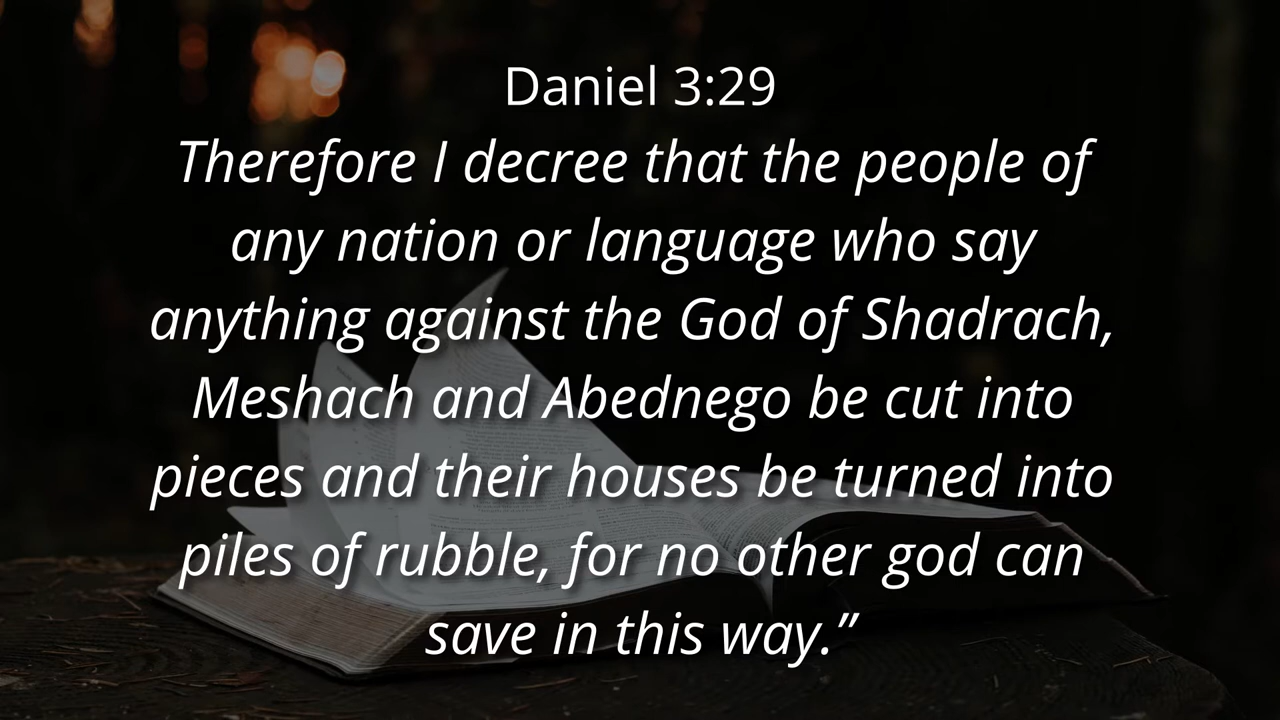 Daniel 3:29
Therefore I decree that the people of
any nation or language who say
anything against the God of Shadrach,
Meshach and Abednego be cut into
pieces and their houses be turned into
piles of rubble, for no other god can
save in this way.”